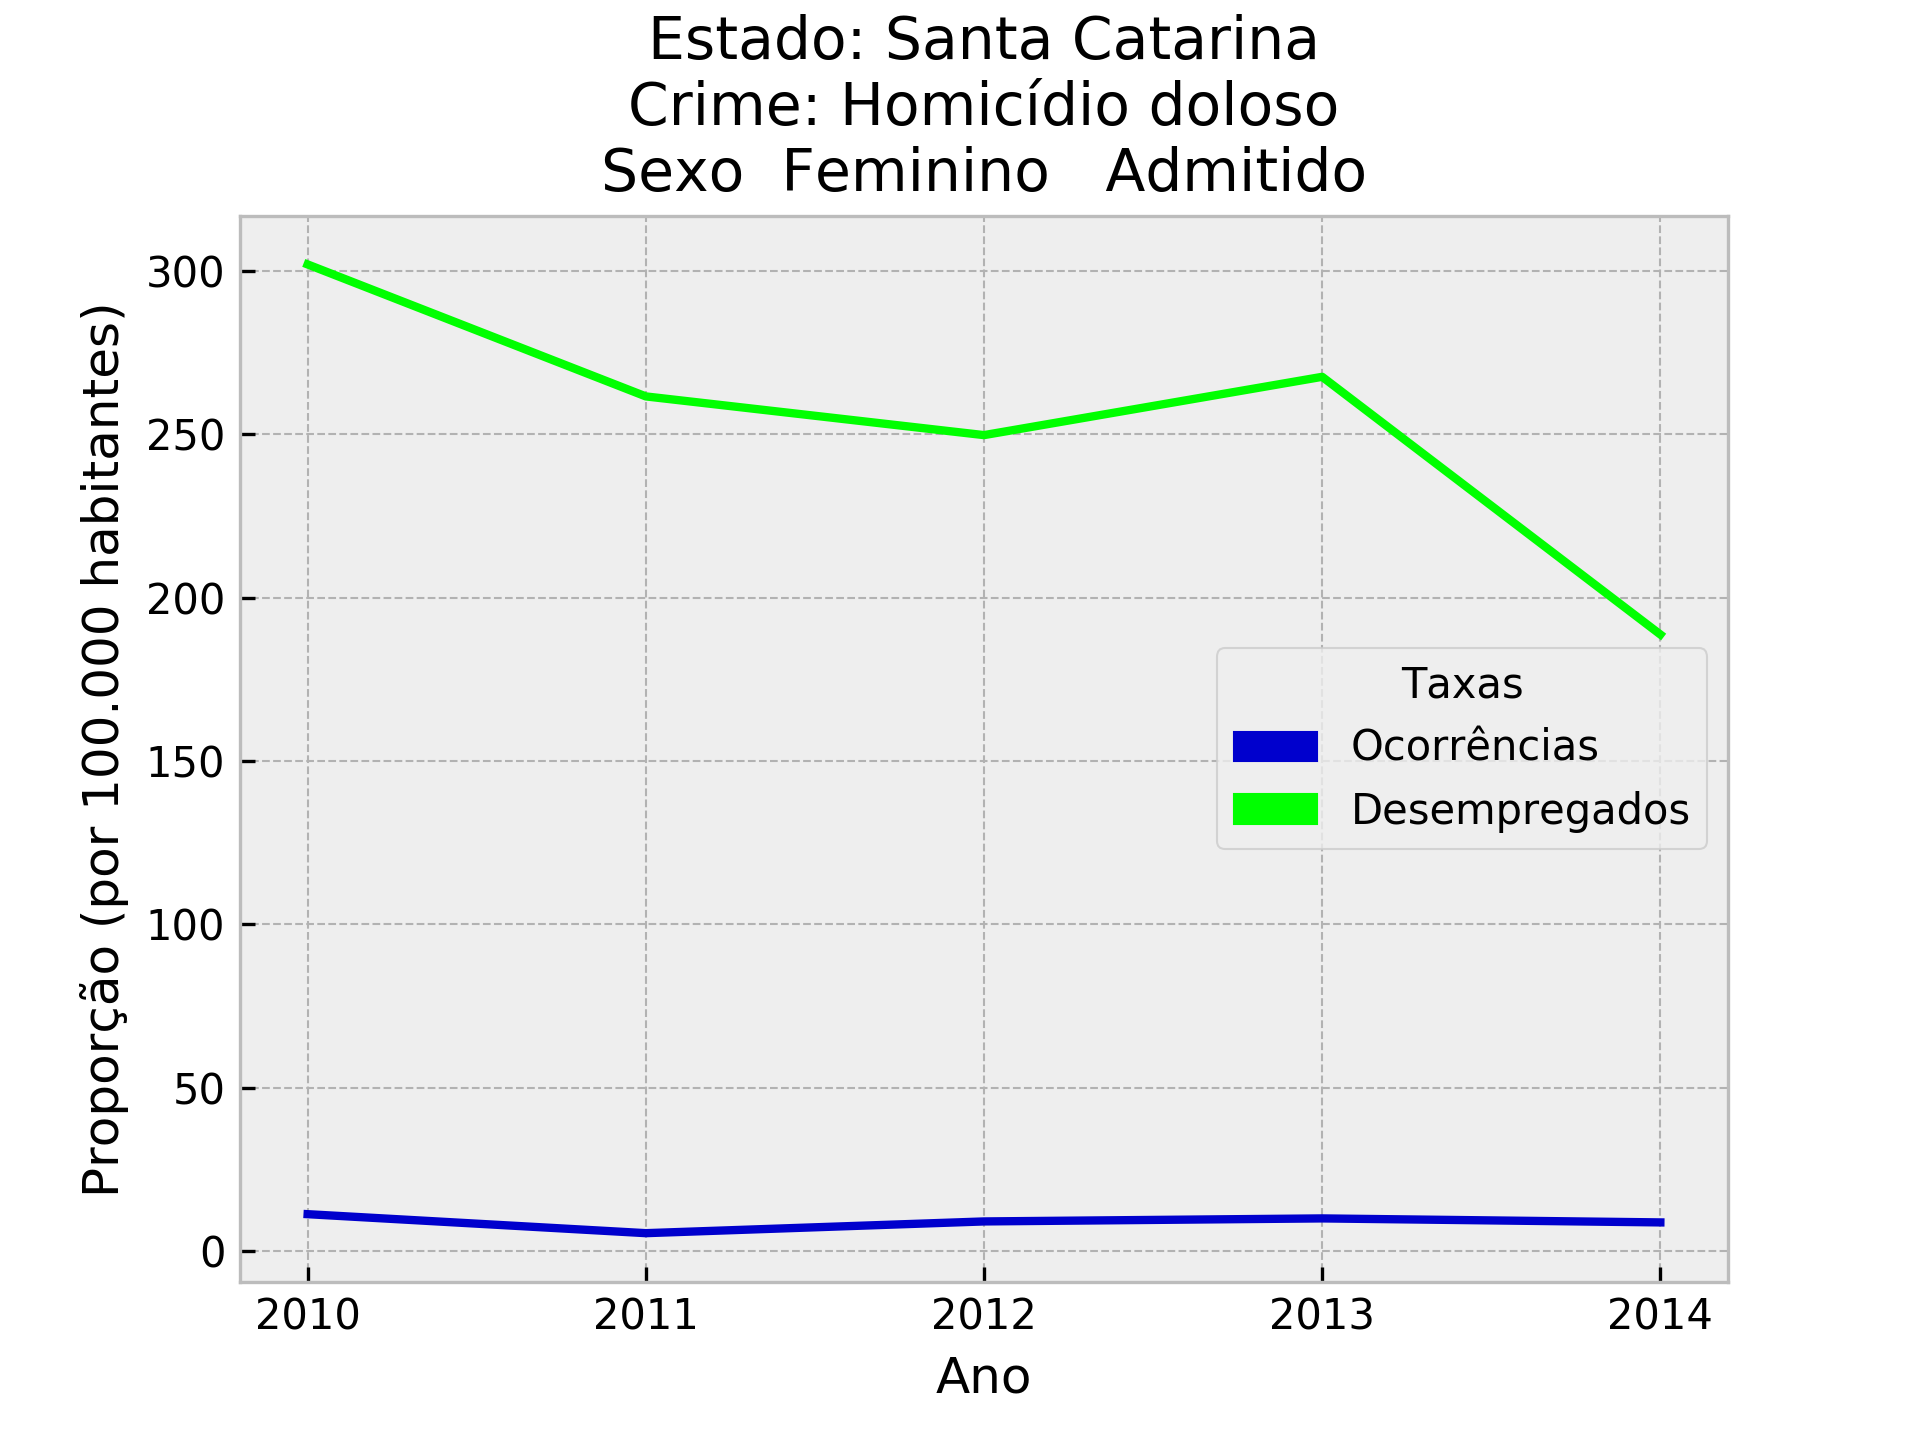 Estado: Santa Catarina
Crime: Homicídio doloso
Sexo  Feminino   Admitido
Proporção (por 100.000 habitantes)
300
250
200
150
100
50
0
Taxas
Ocorrências
Desempregados
2010 2011 2012 2013 2014
Ano